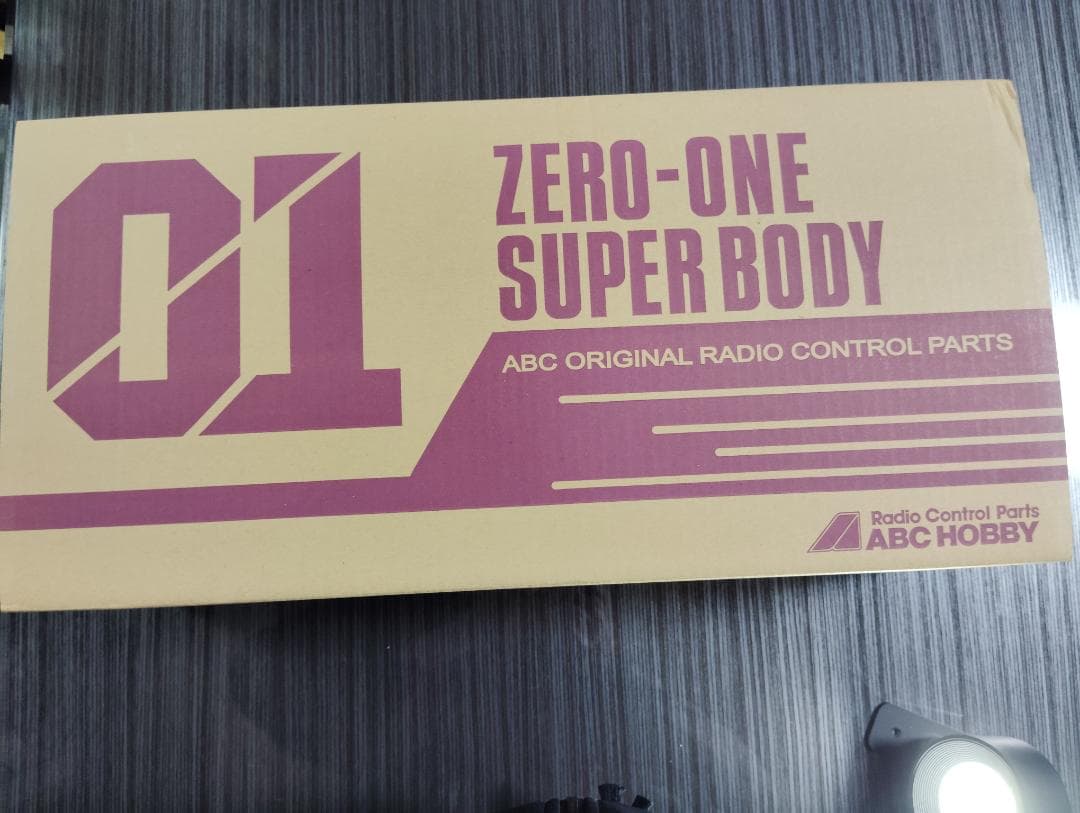 01
ZERO-ONE
SUPER BODY
ABC ORIGINAL RADIO CONTROL PARTS
Radio Control Parts
ABC HOBBY